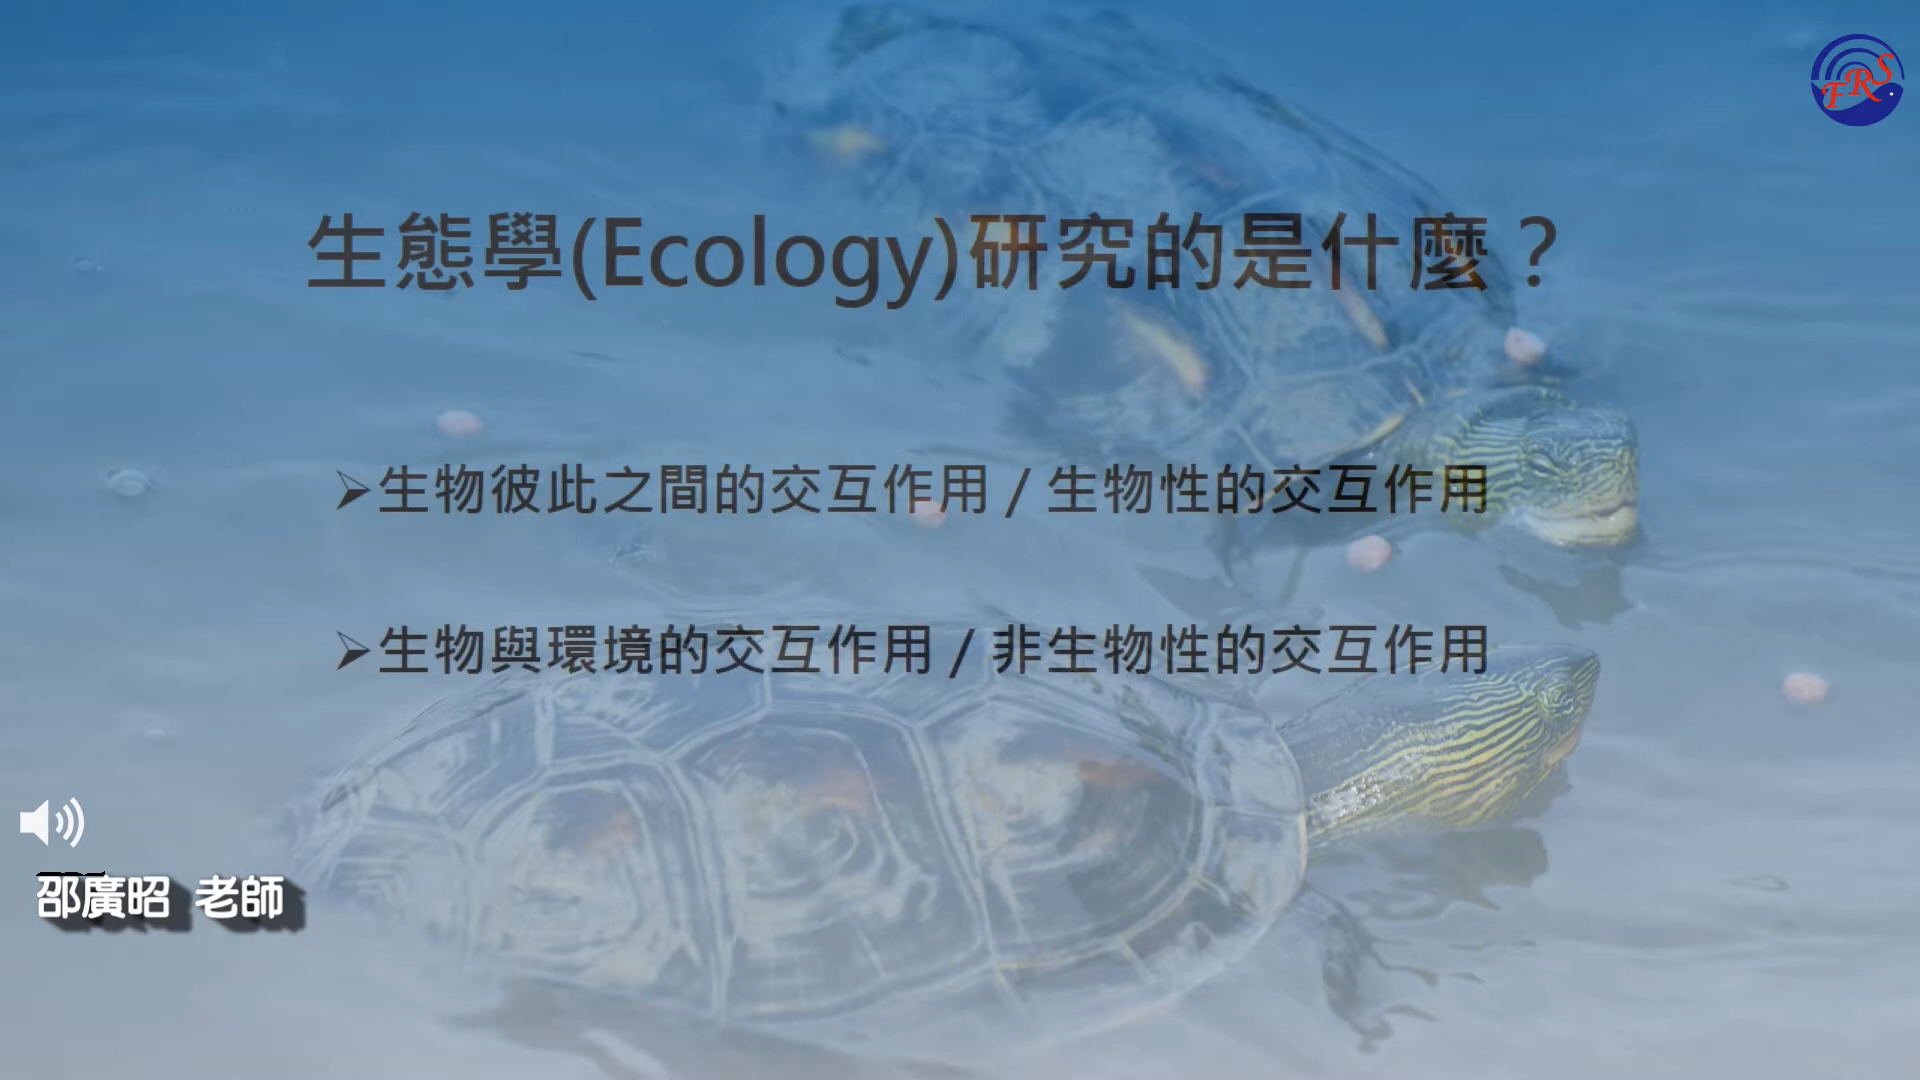 FRS
生態學(Ecology)研究的是什麼？
➢生物彼此之間的交互作用 / 生物性的交互作用
➢生物與環境的交互作用 / 非生物性的交互作用
邵廣昭 老師